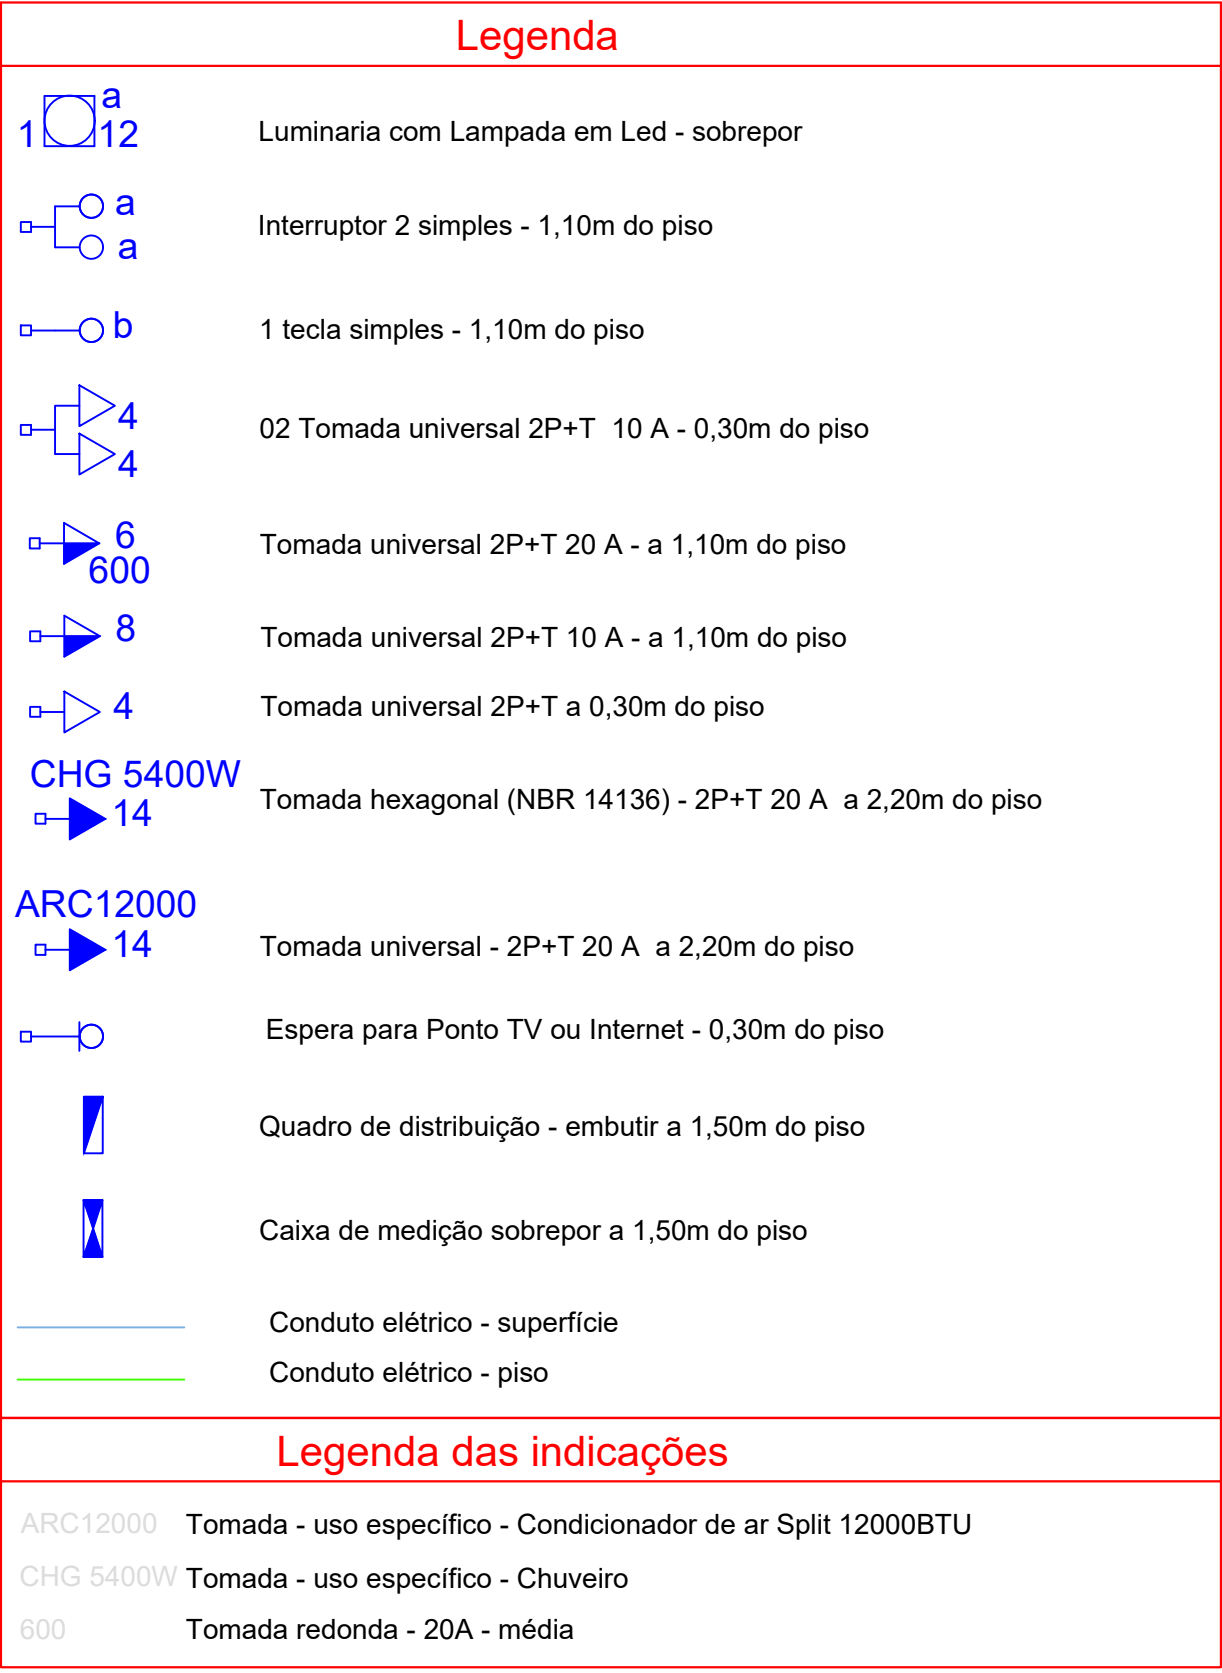 Legenda
a
1 12 Luminaria com Lampada em Led - sobrepor
a
Interruptor 2 simples - 1,10m do piso
a
b 1 tecla simples - 1,10m do piso
4
02 Tomada universal 2P+T 10 A - 0,30m do piso
4
6 Tomada universal 2P+T 20 A - a 1,10m do piso
600
8 Tomada universal 2P+T 10 A - a 1,10m do piso
4 Tomada universal 2P+T a 0,30m do piso
CHG 5400W
14 Tomada hexagonal (NBR 14136) - 2P+T 20 A a 2,20m do piso
ARC12000
14 Tomada universal - 2P+T 20 A a 2,20m do piso
Espera para Ponto TV ou Internet - 0,30m do piso
Quadro de distribuição - embutir a 1,50m do piso
Caixa de medição sobrepor a 1,50m do piso
Conduto elétrico - superfície
Conduto elétrico - piso
Legenda das indicações
ARC12000 Tomada - uso específico - Condicionador de ar Split 12000BTU
CHG 5400W Tomada - uso específico - Chuveiro
600 Tomada redonda - 20A - média